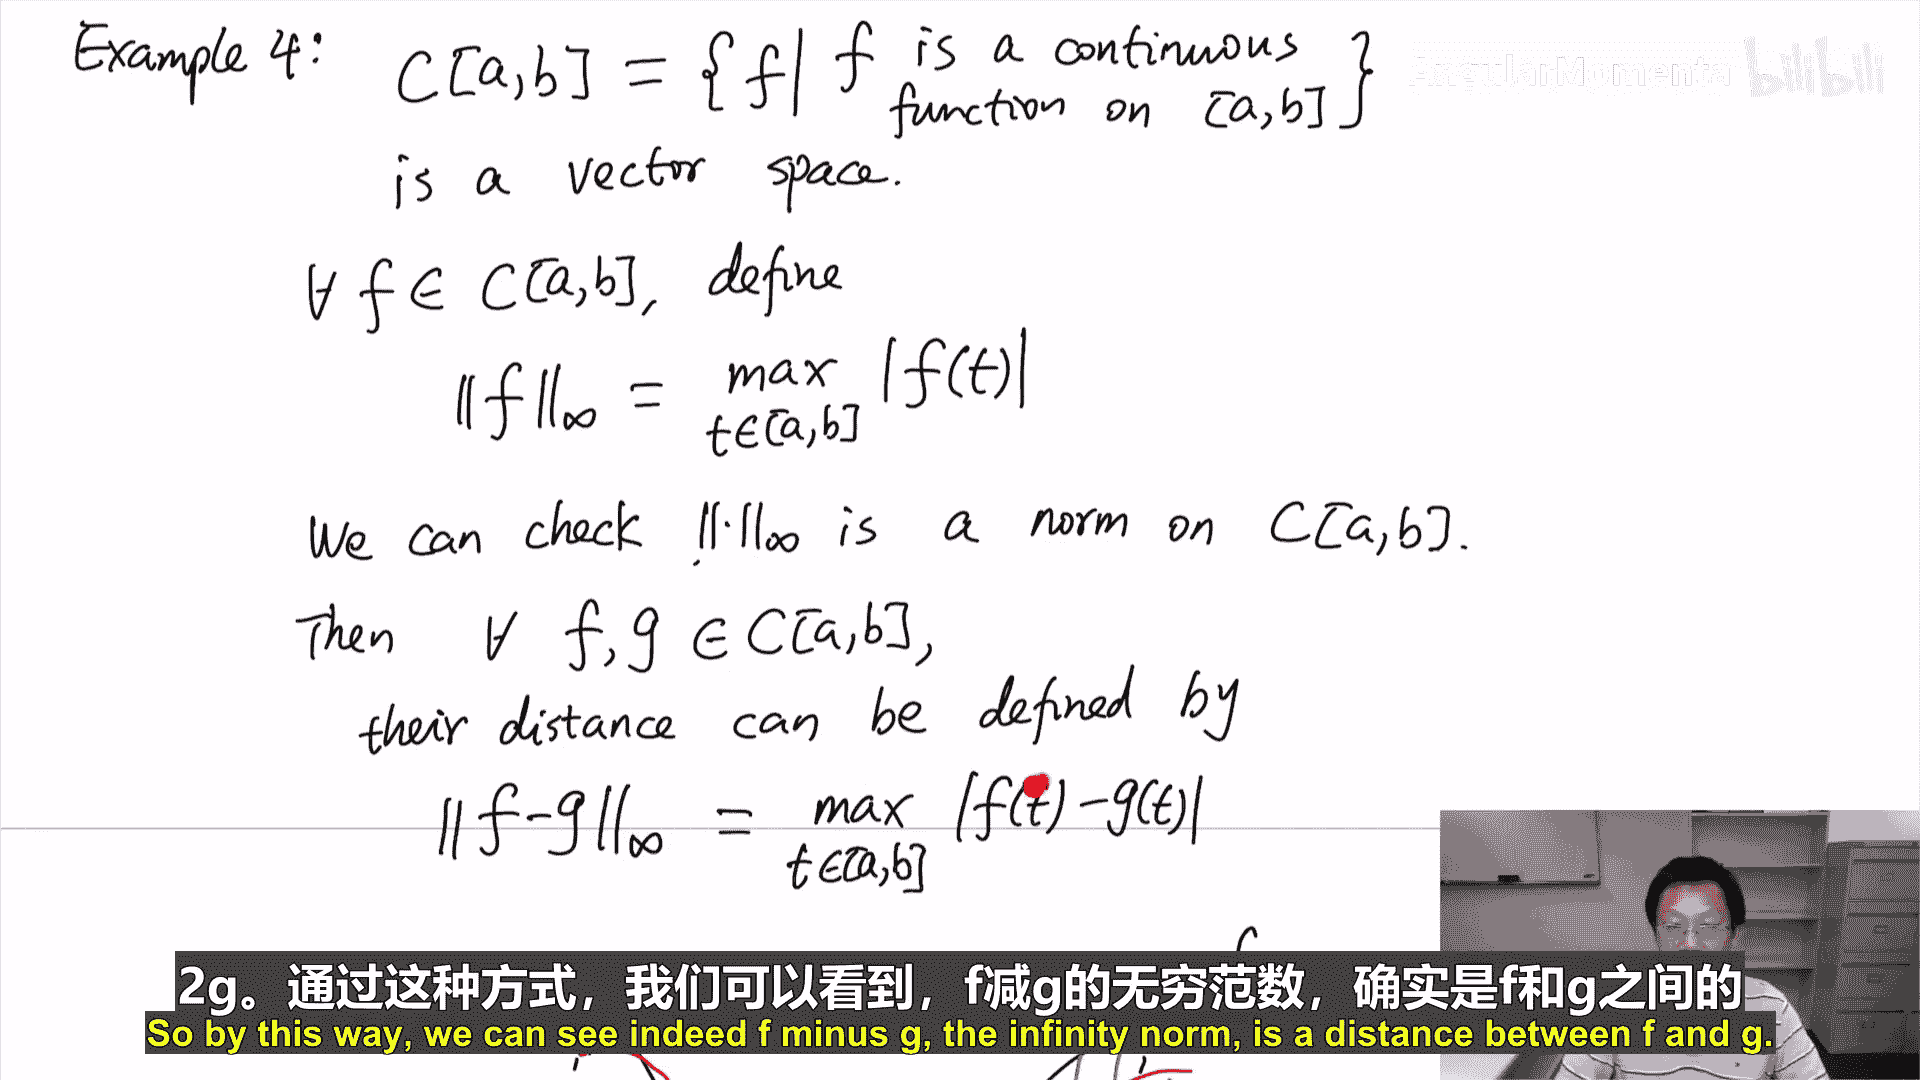 Example 4: C[a,b] = { f | f is a continuous
function on [a,b] }
is a vector space.
∀ f ∈ C[a,b], define
‖f‖∞ = max |f(t)|
t∈[a,b]
We can check ‖·‖∞ is a norm on C[a,b].
Then ∀ f, g ∈ C[a,b],
their distance can be defined by
‖f-g‖∞ = max |f(t)-g(t)|
t∈[a,b]
f
AngularMomenta bilibili
2g。通过这种方式，我们可以看到，f减g的无穷范数，确实是f和g之间的
So by this way, we can see indeed f minus g, the infinity norm, is a distance between f and g.